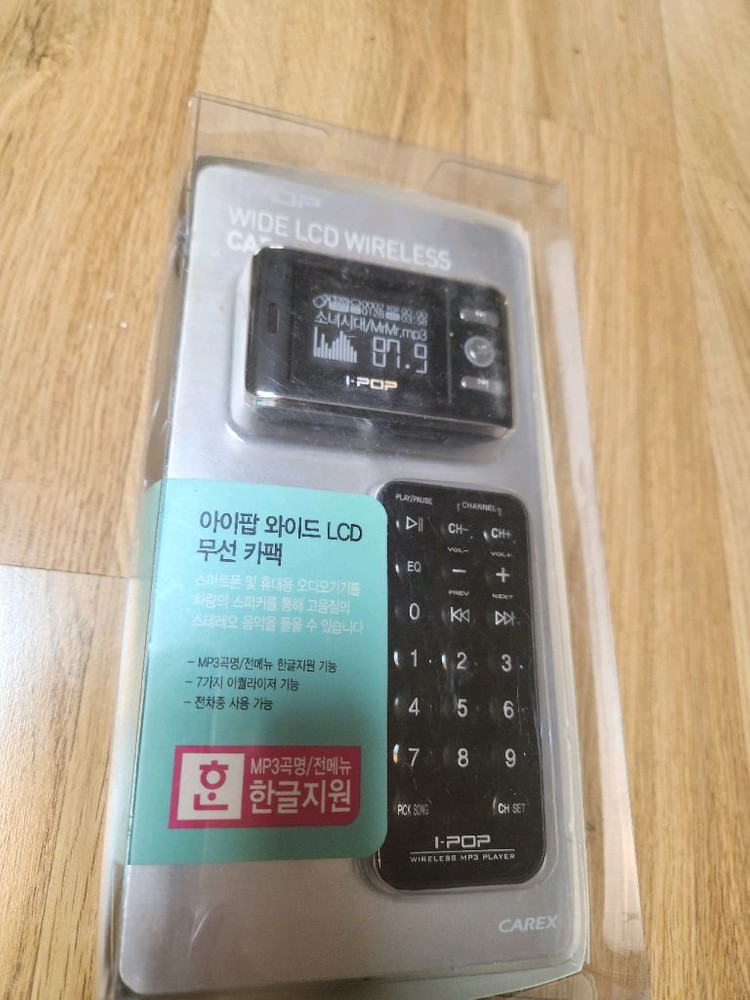 WIDE LCD WIRELESS
소녀시대/MrMr.mp3
87.9
I-POP
아이팝 와이드 LCD
무선 카팩
스마트폰 및 휴대용 오디오기기를
차량의 스피커를 통해 고음질의
스테레오 음악을 들을 수 있습니다
- MP3곡명/전메뉴 한글지원 기능
- 7가지 이퀄라이저 기능
- 전차종 사용 가능
한
MP3곡명/전메뉴
한글지원
PLAY/PAUSE CHANNEL
CH- CH+
VOL- VOL+
EQ − +
PREV NEXT
0
1 2 3
4 5 6
7 8 9
PICK SONG CH SET
I-POP
WIRELESS MP3 PLAYER
CAREX